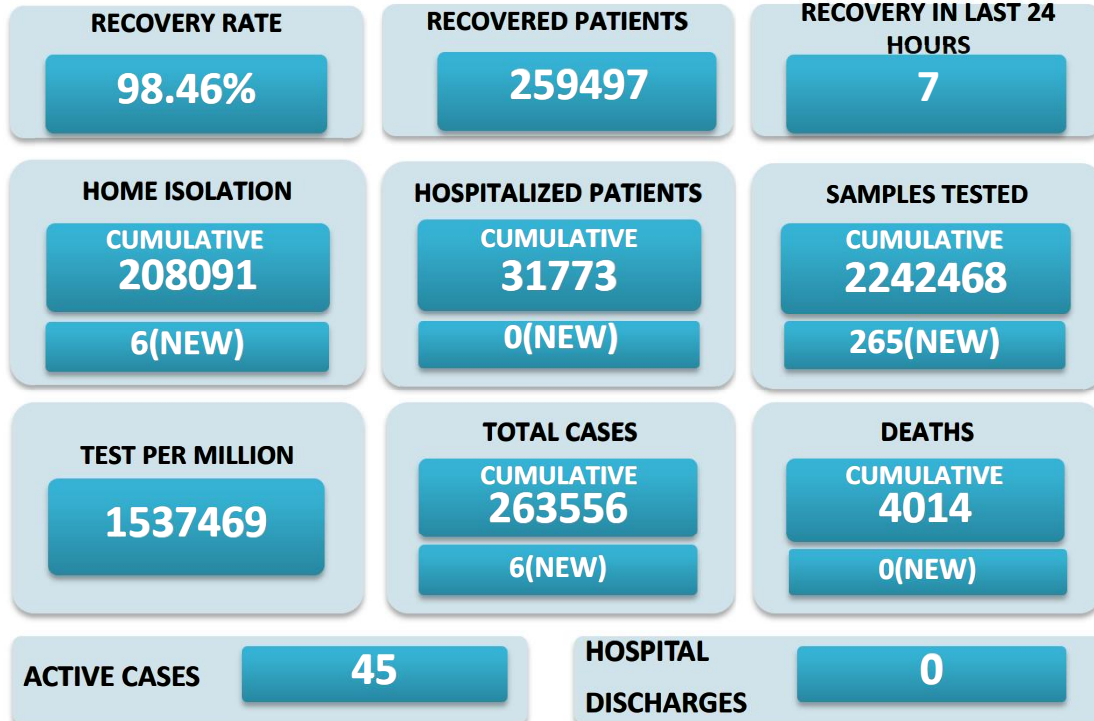 RECOVERY RATE
98.46%
RECOVERED PATIENTS
259497
RECOVERY IN LAST 24
HOURS
7
HOME ISOLATION
CUMULATIVE
208091
6(NEW)
HOSPITALIZED PATIENTS
CUMULATIVE
31773
0(NEW)
SAMPLES TESTED
CUMULATIVE
2242468
265(NEW)
TEST PER MILLION
1537469
TOTAL CASES
CUMULATIVE
263556
6(NEW)
DEATHS
CUMULATIVE
4014
0(NEW)
ACTIVE CASES
45
HOSPITAL
DISCHARGES
0